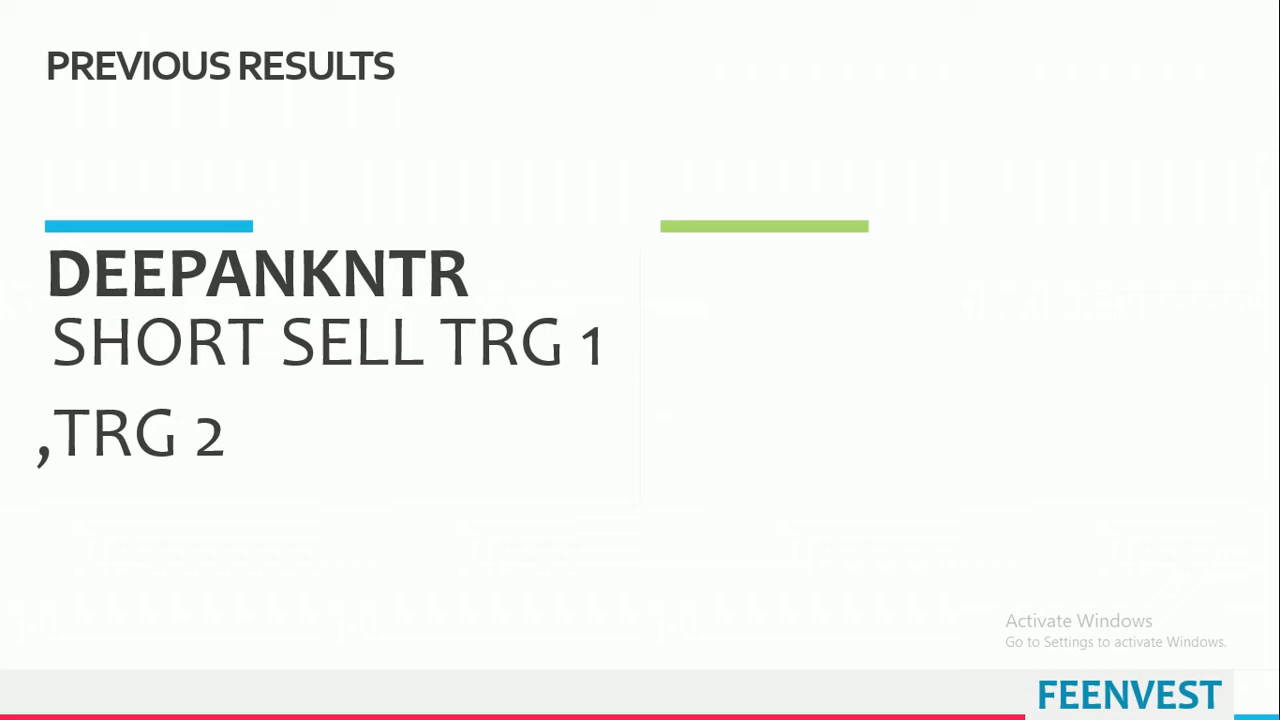 PREVIOUS RESULTS
DEEPANKNTR
SHORT SELL TRG 1
,TRG 2
Activate Windows
Go to Settings to activate Windows.
FEENVEST